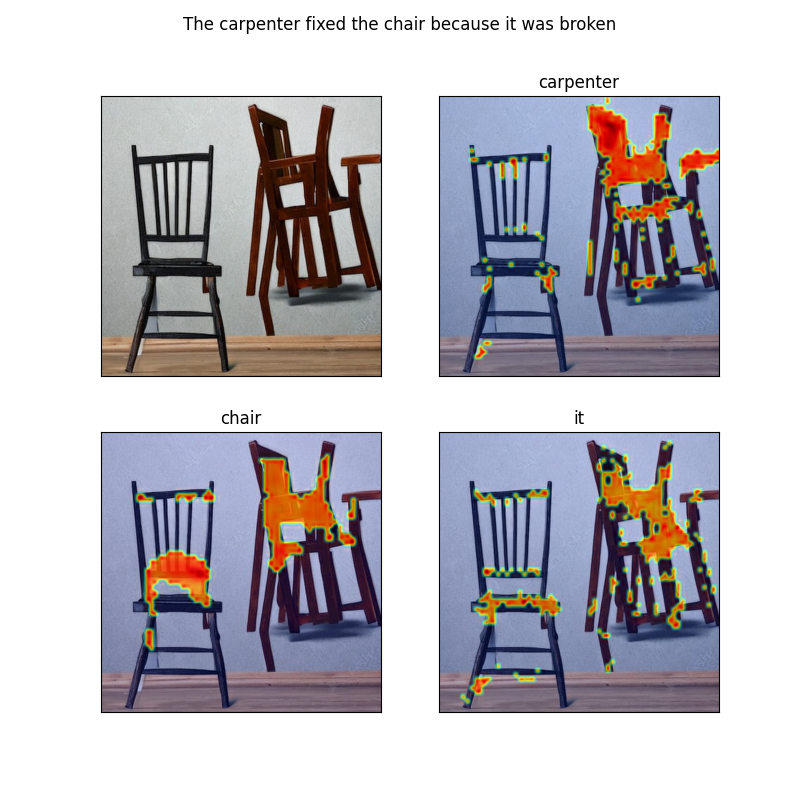 The carpenter fixed the chair because it was broken
carpenter
chair
it